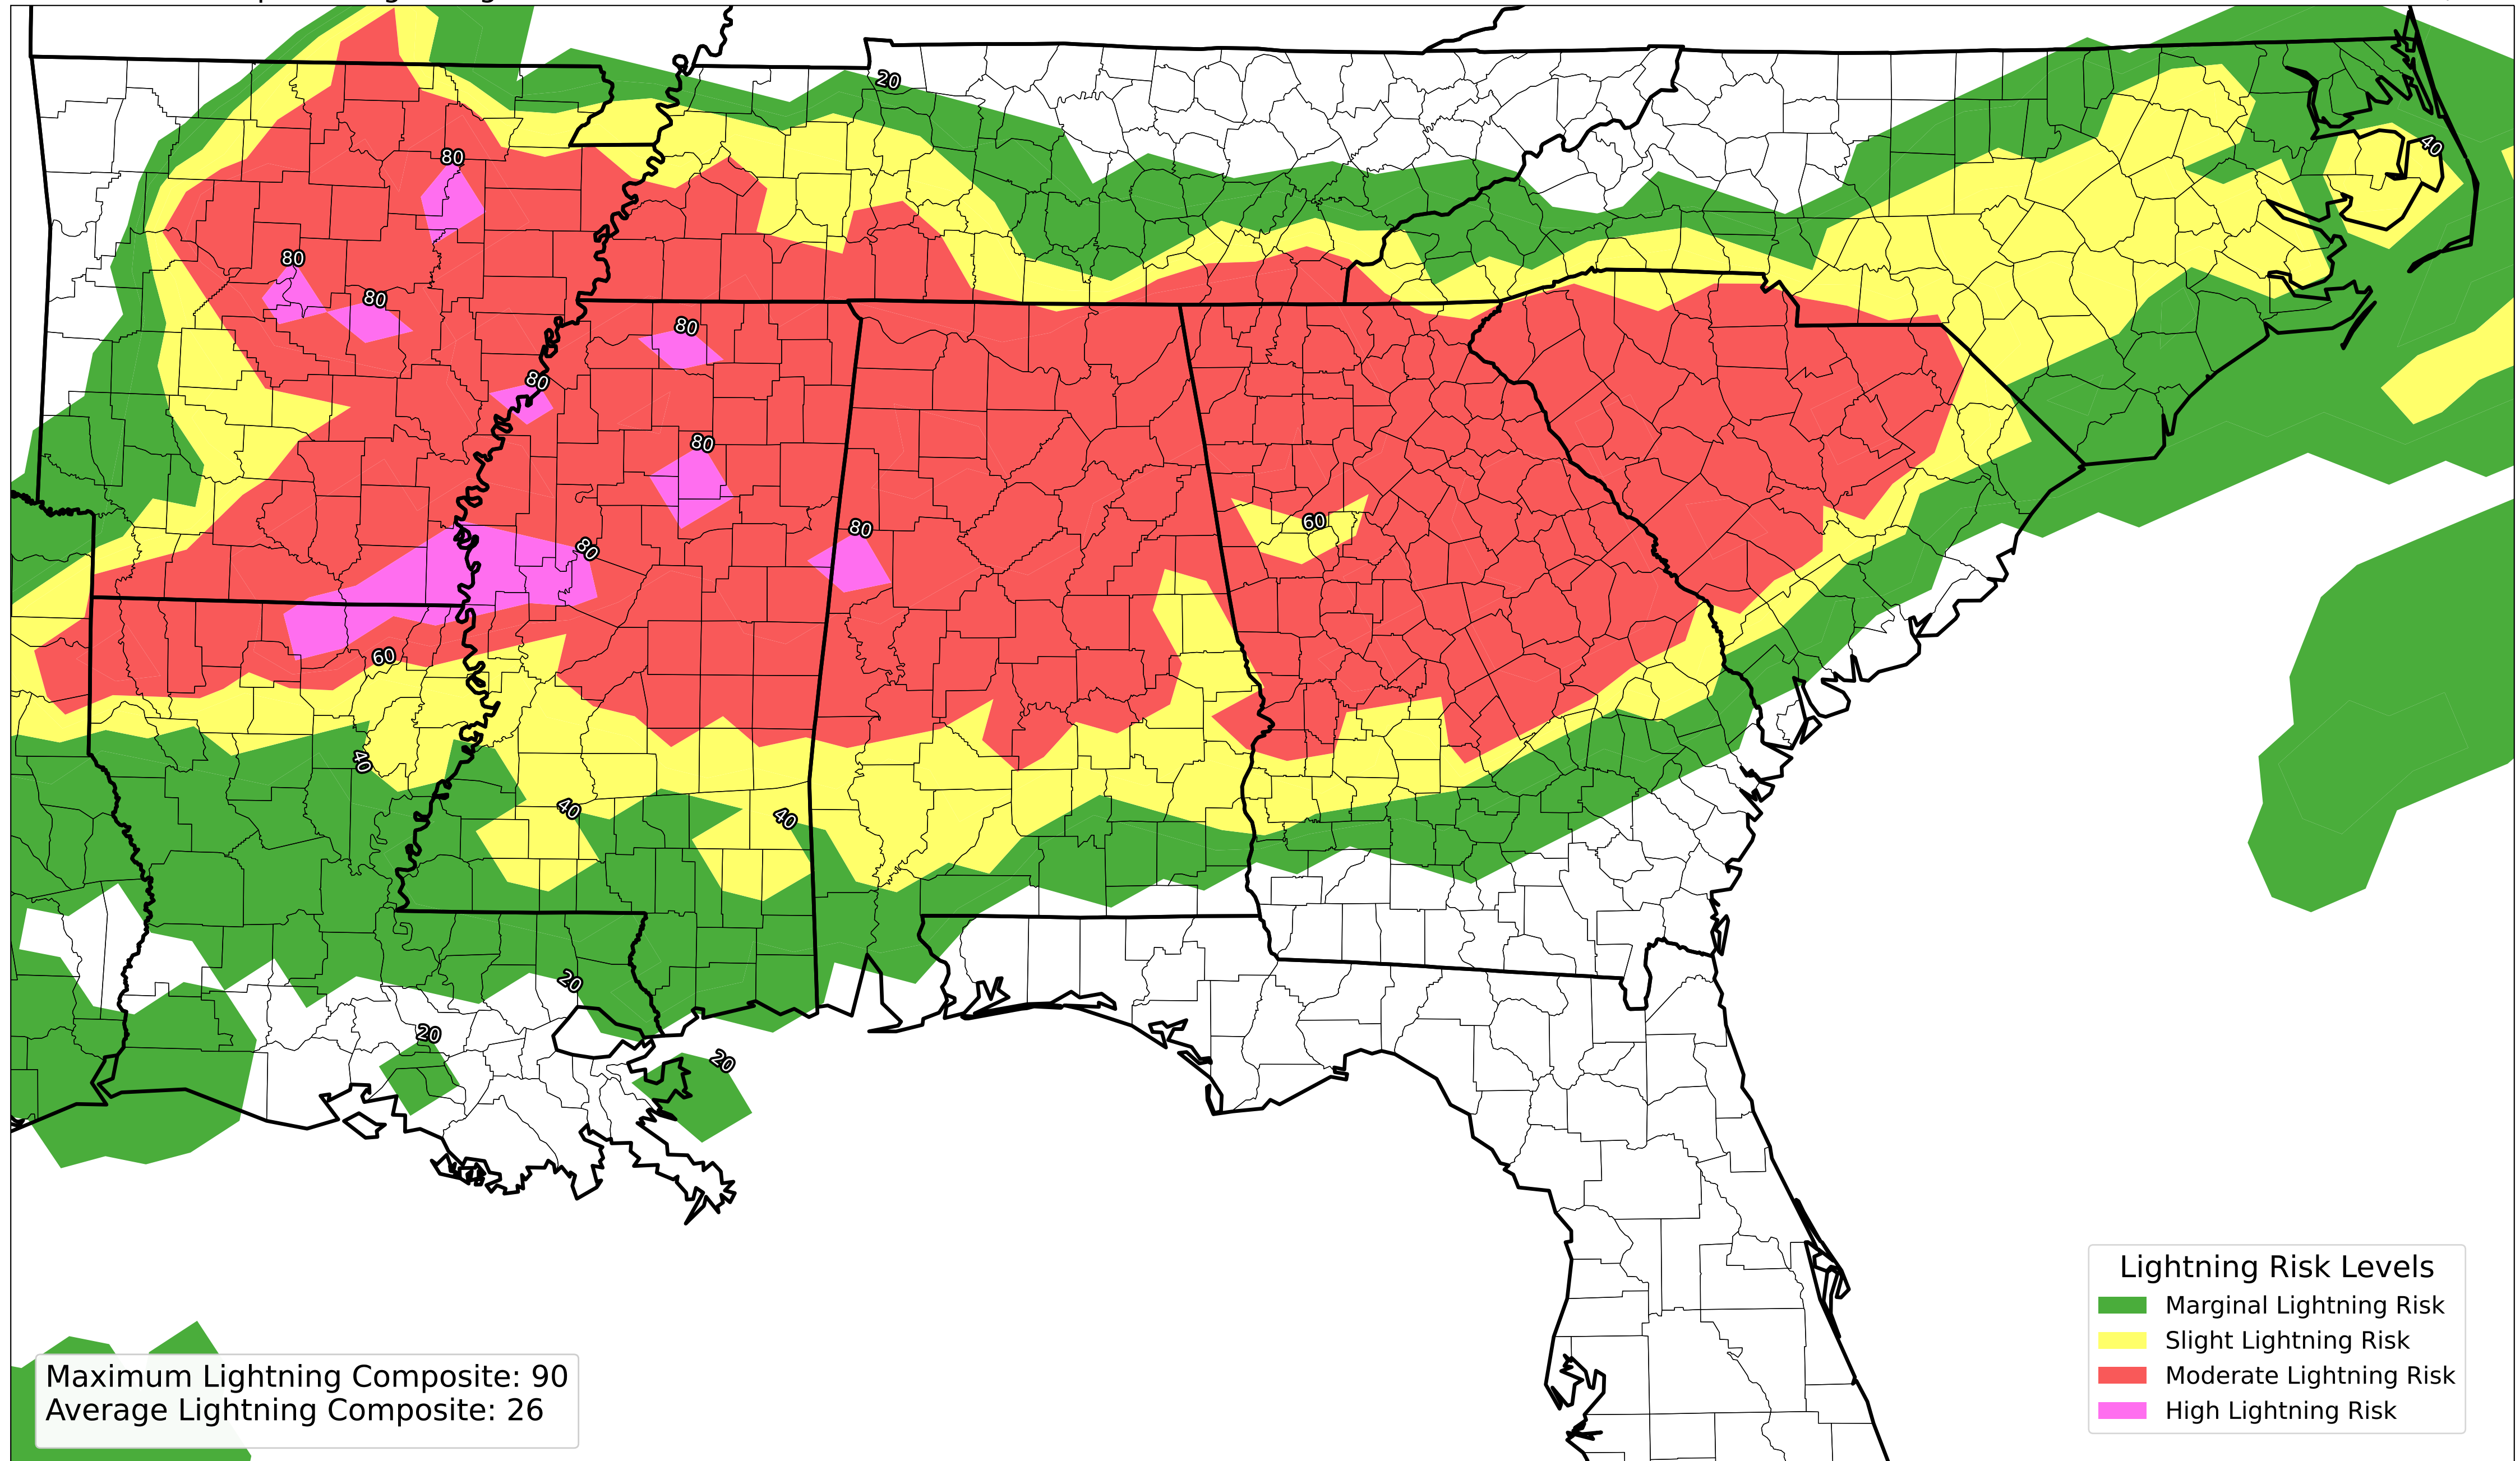 20
40
80
80
80
80
80
80
60
80
80
60
40
40
40
20
20
20
Lightning Risk Levels
Marginal Lightning Risk
Slight Lightning Risk
Moderate Lightning Risk
High Lightning Risk
Maximum Lightning Composite: 90
Average Lightning Composite: 26